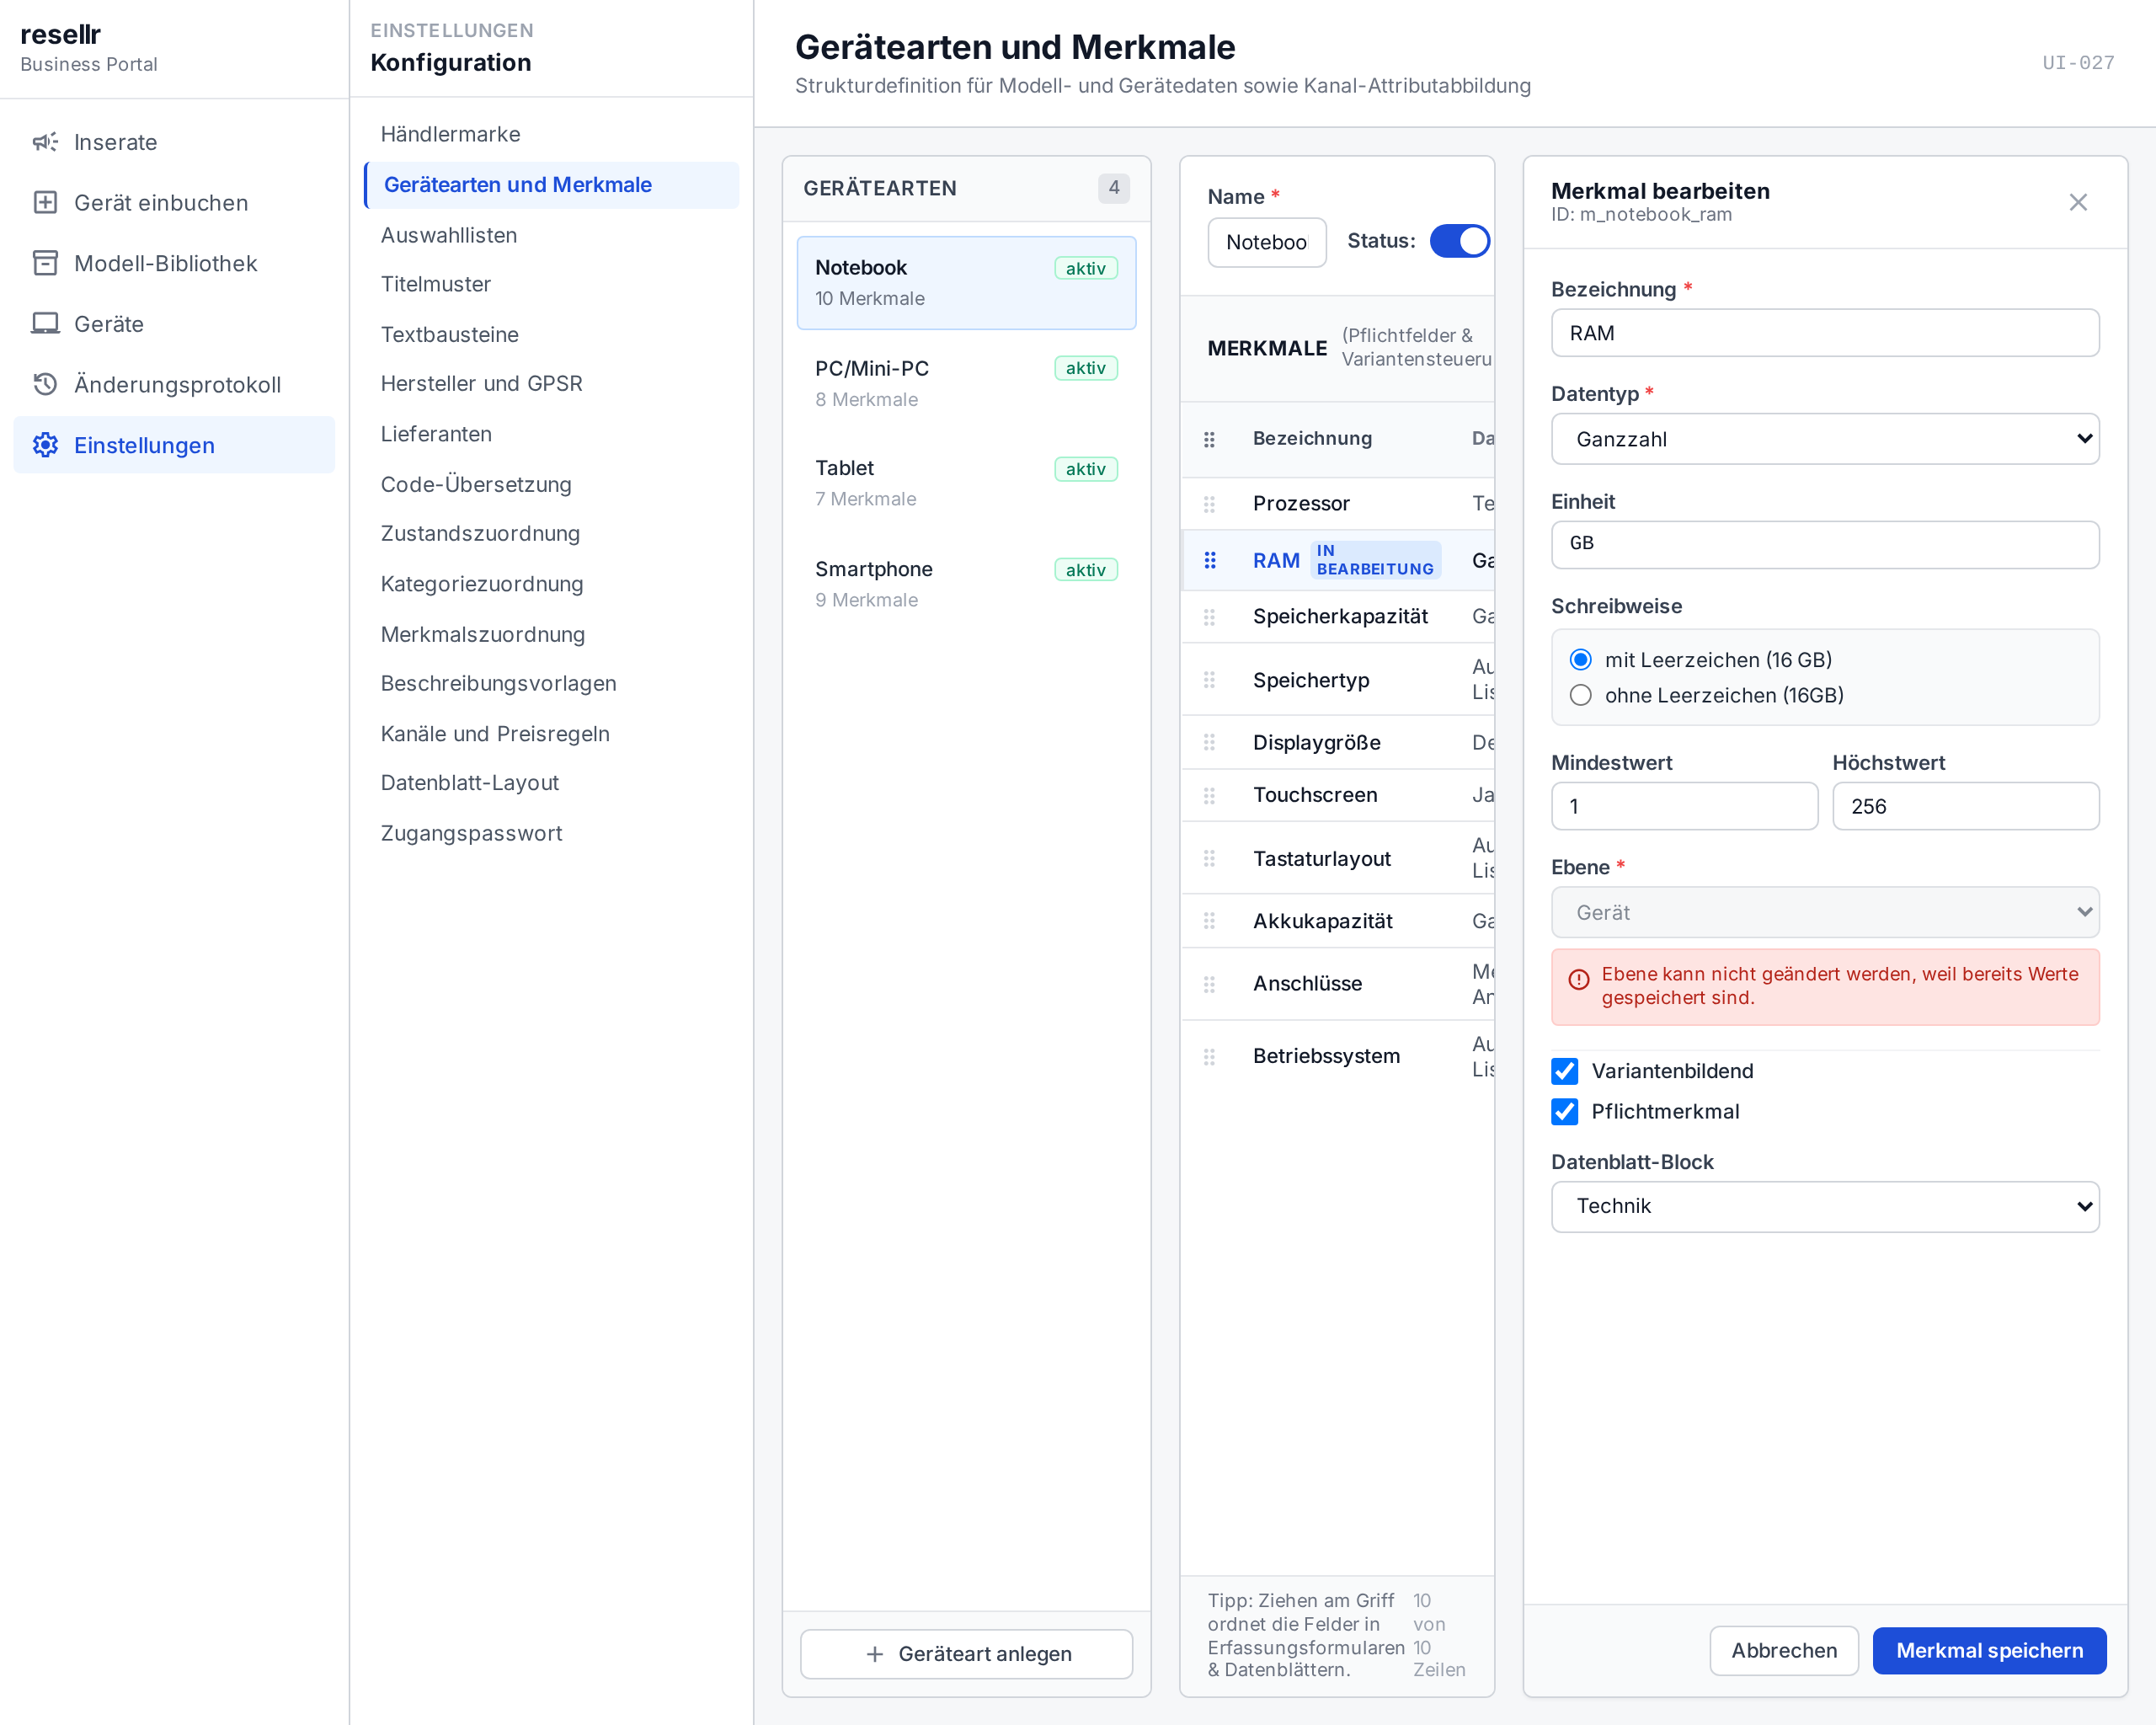 resellr
Business Portal
Inserate
Gerät einbuchen
Modell-Bibliothek
Geräte
Änderungsprotokoll
Einstellungen
EINSTELLUNGEN
Konfiguration
Händlermarke
Gerätearten und Merkmale
Auswahllisten
Titelmuster
Textbausteine
Hersteller und GPSR
Lieferanten
Code-Übersetzung
Zustandszuordnung
Kategoriezuordnung
Merkmalszuordnung
Beschreibungsvorlagen
Kanäle und Preisregeln
Datenblatt-Layout
Zugangspasswort
Gerätearten und Merkmale
Strukturdefinition für Modell- und Gerätedaten sowie Kanal-Attributabbildung
UI-027
GERÄTEARTEN 4
Notebook aktiv
10 Merkmale
PC/Mini-PC aktiv
8 Merkmale
Tablet aktiv
7 Merkmale
Smartphone aktiv
9 Merkmale
Geräteart anlegen
Name *
Noteboo
Status:
MERKMALE
(Pflichtfelder &
Variantensteueru
Bezeichnung Da
Prozessor Te
RAM IN BEARBEITUNG Ga
Speicherkapazität Ga
Speichertyp Au
Lis
Displaygröße De
Touchscreen Ja
Tastaturlayout Au
Lis
Akkukapazität Ga
Anschlüsse Me
An
Betriebssystem Au
Lis
Tipp: Ziehen am Griff
ordnet die Felder in
Erfassungsformularen
& Datenblättern.
10
von
10
Zeilen
Merkmal bearbeiten
ID: m_notebook_ram
Bezeichnung *
RAM
Datentyp *
Ganzzahl
Einheit
GB
Schreibweise
mit Leerzeichen (16 GB)
ohne Leerzeichen (16GB)
Mindestwert Höchstwert
1 256
Ebene *
Gerät
Ebene kann nicht geändert werden, weil bereits Werte
gespeichert sind.
Variantenbildend
Pflichtmerkmal
Datenblatt-Block
Technik
Abbrechen Merkmal speichern